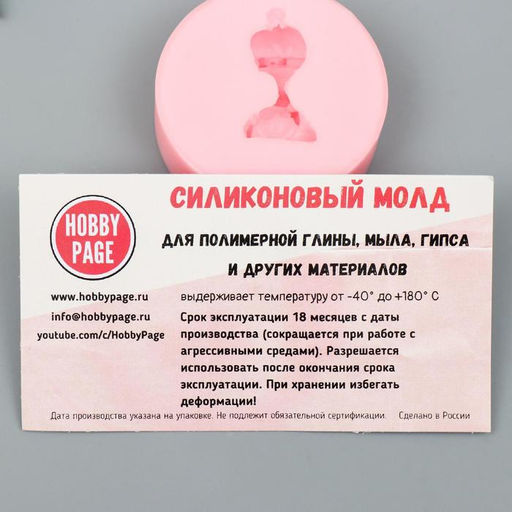 СИЛИКОНОВЫЙ МОЛД
HOBBY
PAGE
ДЛЯ ПОЛИМЕРНОЙ ГЛИНЫ, МЫЛА, ГИПСА
И ДРУГИХ МАТЕРИАЛОВ
www.hobbypage.ru
info@hobbypage.ru
youtube.com/c/HobbyPage
выдерживает температуру от -40° до +180° С
Срок эксплуатации 18 месяцев с даты
производства (сокращается при работе с
агрессивными средами). Разрешается
использовать после окончания срока
эксплуатации. При хранении избегать
деформации!
Дата производства указана на упаковке. Не подлежит обязательной сертификации. Сделано в России